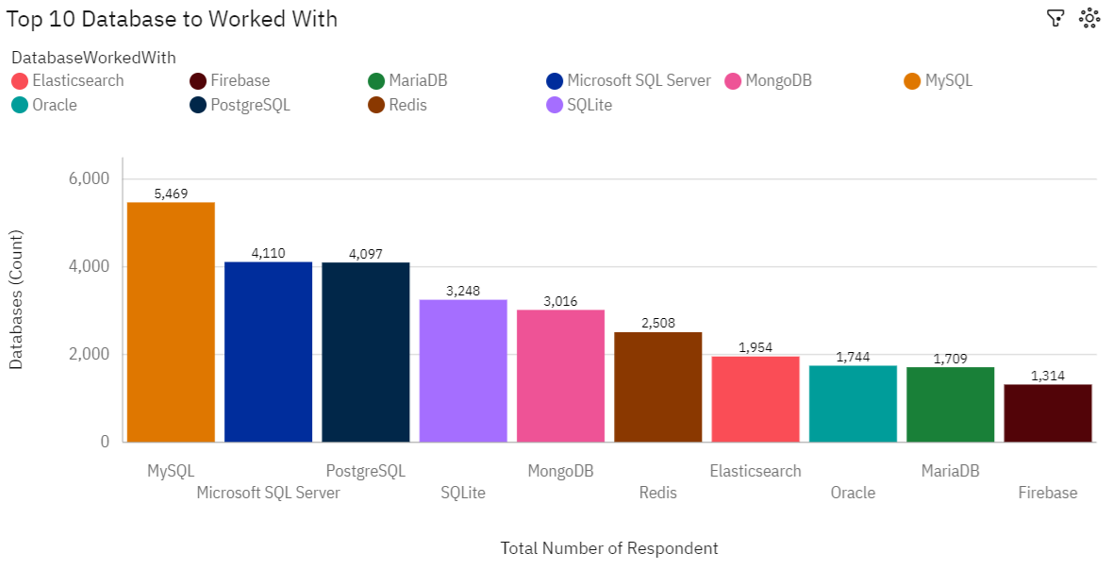 Top 10 Database to Worked With
DatabaseWorkedWith
Elasticsearch Firebase MariaDB Microsoft SQL Server MongoDB MySQL
Oracle PostgreSQL Redis SQLite
Databases (Count)
6,000
4,000
2,000
0
5,469
4,110
4,097
3,248
3,016
2,508
1,954
1,744
1,709
1,314
MySQL PostgreSQL MongoDB Elasticsearch MariaDB
Microsoft SQL Server SQLite Redis Oracle Firebase
Total Number of Respondent